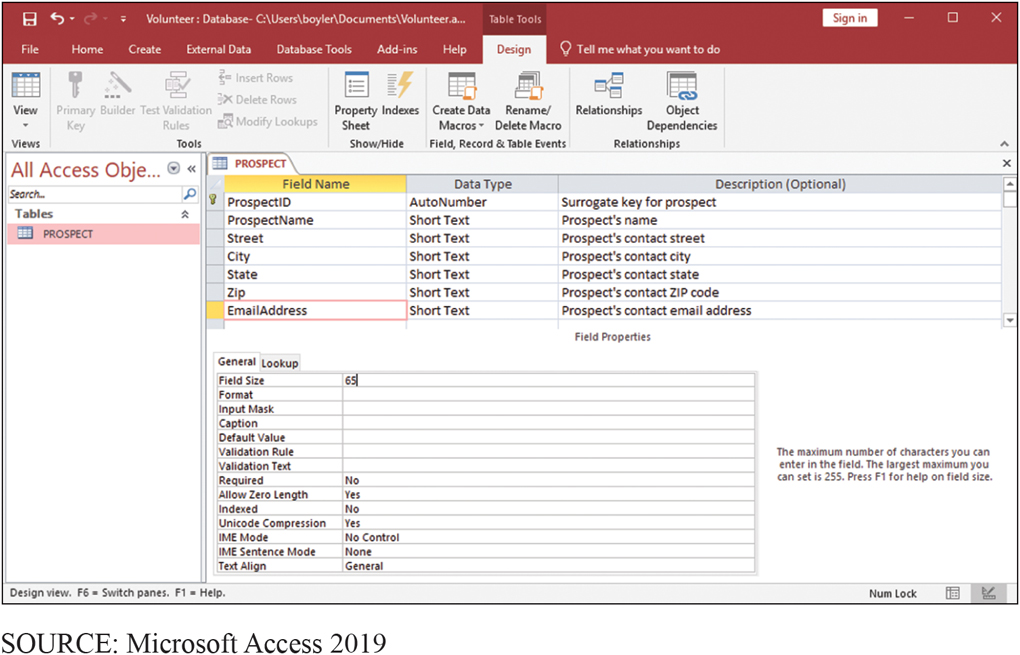 Volunteer : Database- C:\Users\boyler\Documents\Volunteer.a... Table Tools Sign in
File Home Create External Data Database Tools Add-ins Help Design Tell me what you want to do
View
Primary Key
Builder
Test Validation Rules
Insert Rows
Delete Rows
Modify Lookups
Property Sheet
Indexes
Create Data Macros
Rename/ Delete Macro
Relationships
Object Dependencies
Views Tools Show/Hide Field, Record & Table Events Relationships
All Access Obje... «
Search...
Tables
PROSPECT
PROSPECT
Field Name Data Type Description (Optional)
ProspectID AutoNumber Surrogate key for prospect
ProspectName Short Text Prospect's name
Street Short Text Prospect's contact street
City Short Text Prospect's contact city
State Short Text Prospect's contact state
Zip Short Text Prospect's contact ZIP code
EmailAddress Short Text Prospect's contact email address
Field Properties
General Lookup
Field Size 65
Format
Input Mask
Caption
Default Value
Validation Rule
Validation Text
Required No
Allow Zero Length Yes
Indexed No
Unicode Compression Yes
IME Mode No Control
IME Sentence Mode None
Text Align General
The maximum number of characters you can
enter in the field. The largest maximum you
can set is 255. Press F1 for help on field size.
Design view. F6 = Switch panes. F1 = Help. Num Lock
SOURCE: Microsoft Access 2019